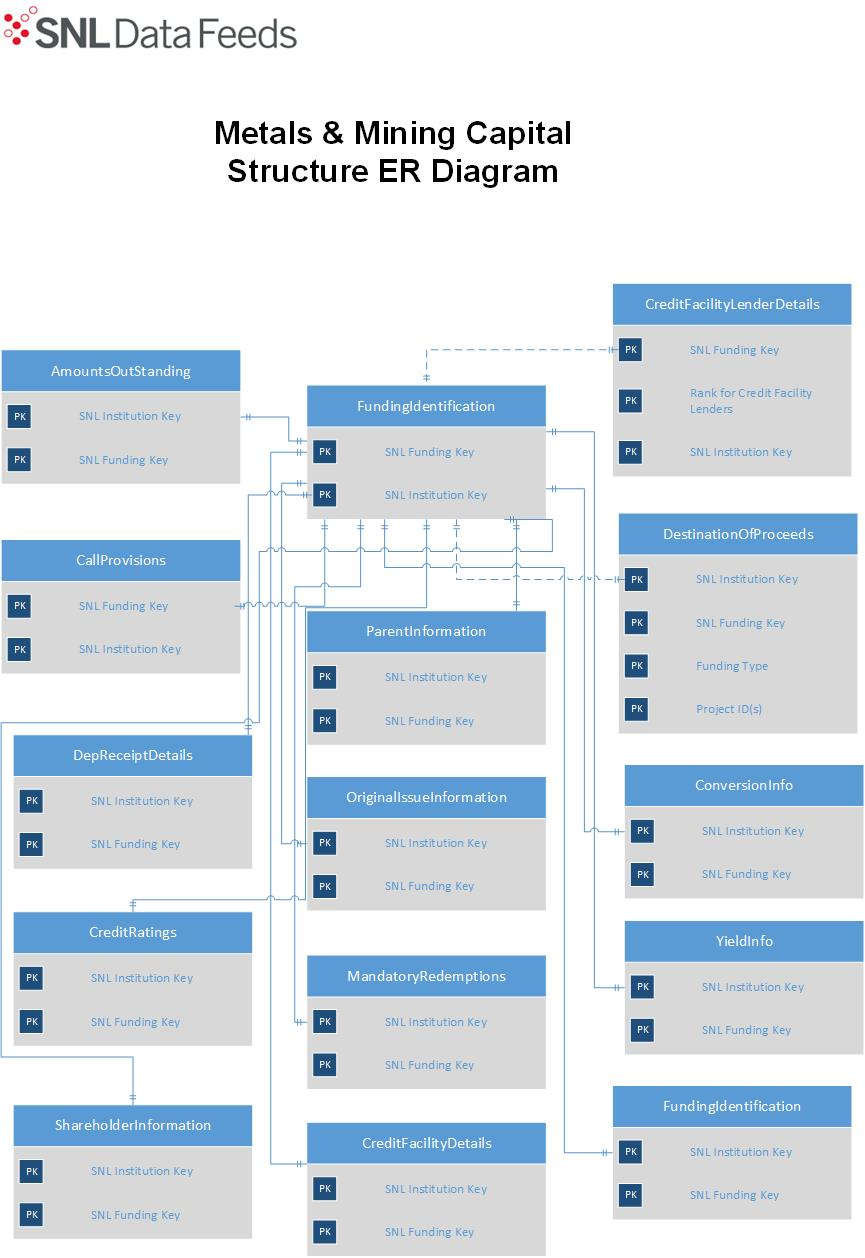 SNL Data Feeds
Metals & Mining Capital
Structure ER Diagram
CreditFacilityLenderDetails
PK SNL Funding Key
PK Rank for Credit Facility
Lenders
PK SNL Institution Key
AmountsOutStanding
PK SNL Institution Key
PK SNL Funding Key
FundingIdentification
PK SNL Funding Key
PK SNL Institution Key
DestinationOfProceeds
PK SNL Institution Key
PK SNL Funding Key
PK Funding Type
PK Project ID(s)
CallProvisions
PK SNL Funding Key
PK SNL Institution Key
ParentInformation
PK SNL Institution Key
PK SNL Funding Key
DepReceiptDetails
PK SNL Institution Key
PK SNL Funding Key
OriginalIssueInformation
PK SNL Institution Key
PK SNL Funding Key
ConversionInfo
PK SNL Institution Key
PK SNL Funding Key
CreditRatings
PK SNL Institution Key
PK SNL Funding Key
YieldInfo
PK SNL Institution Key
PK SNL Funding Key
MandatoryRedemptions
PK SNL Institution Key
PK SNL Funding Key
FundingIdentification
PK SNL Institution Key
PK SNL Funding Key
ShareholderInformation
PK SNL Institution Key
PK SNL Funding Key
CreditFacilityDetails
PK SNL Institution Key
PK SNL Funding Key